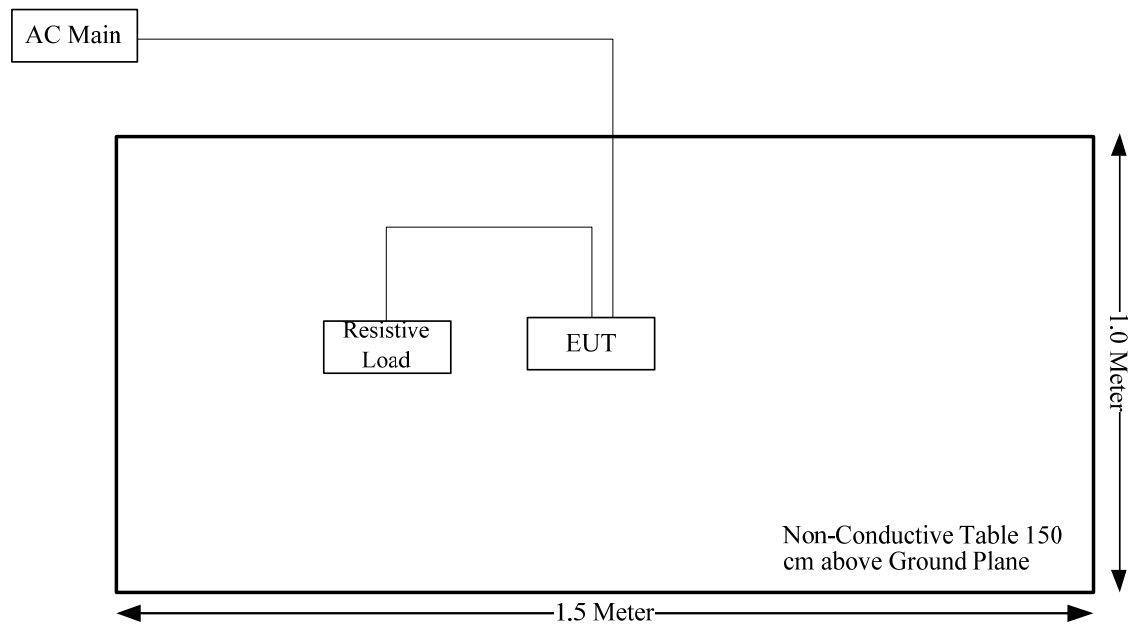 AC Main
Resistive
Load
EUT
1.0 Meter
Non-Conductive Table 150
cm above Ground Plane
1.5 Meter